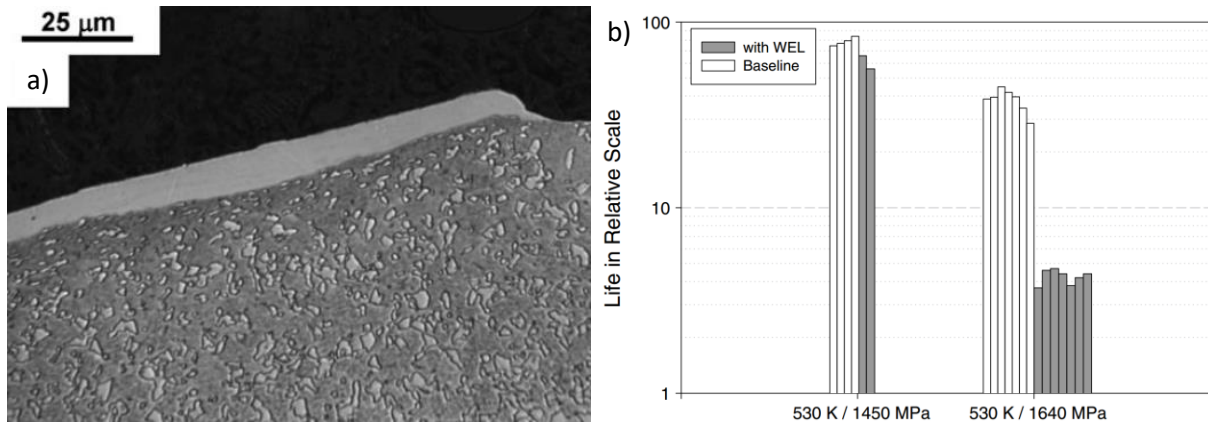 25 μm
a)
b)
100
10
1
Life in Relative Scale
with WEL
Baseline
530 K / 1450 MPa
530 K / 1640 MPa